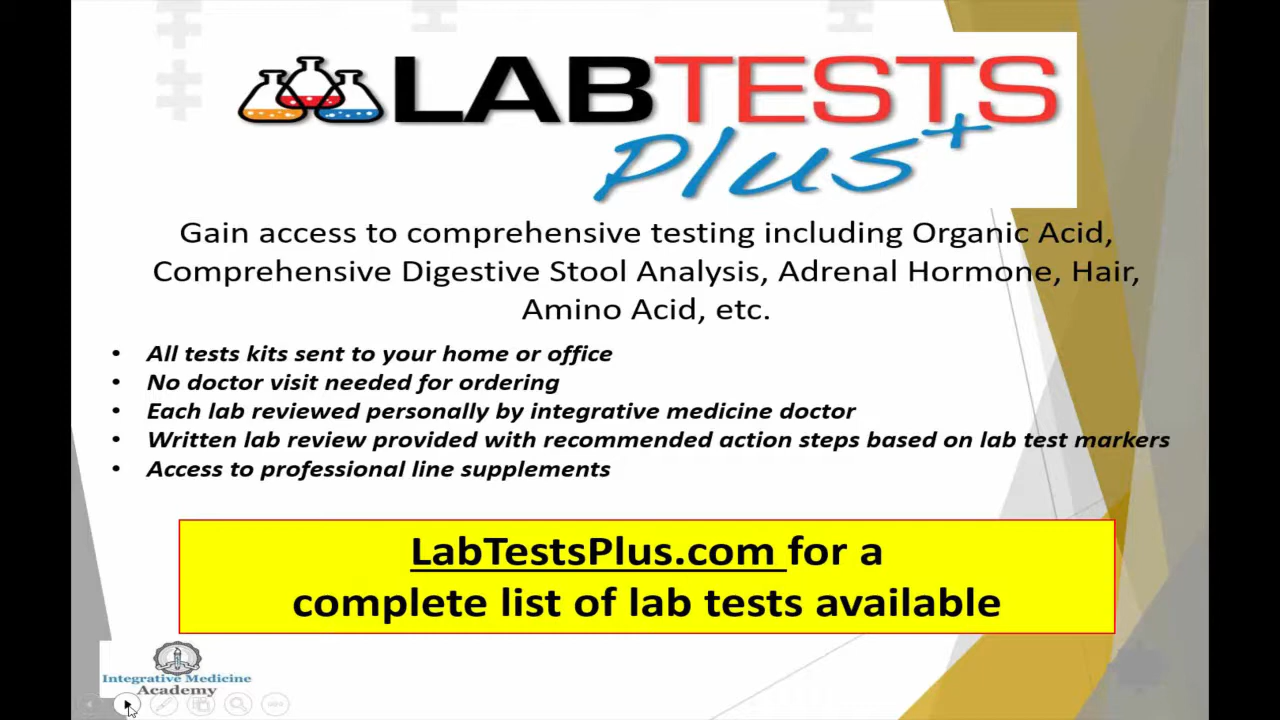 LABTESTS
plus+
Gain access to comprehensive testing including Organic Acid,
Comprehensive Digestive Stool Analysis, Adrenal Hormone, Hair,
Amino Acid, etc.
• All tests kits sent to your home or office
• No doctor visit needed for ordering
• Each lab reviewed personally by integrative medicine doctor
• Written lab review provided with recommended action steps based on lab test markers
• Access to professional line supplements
LabTestsPlus.com for a
complete list of lab tests available
Integrative Medicine
Academy